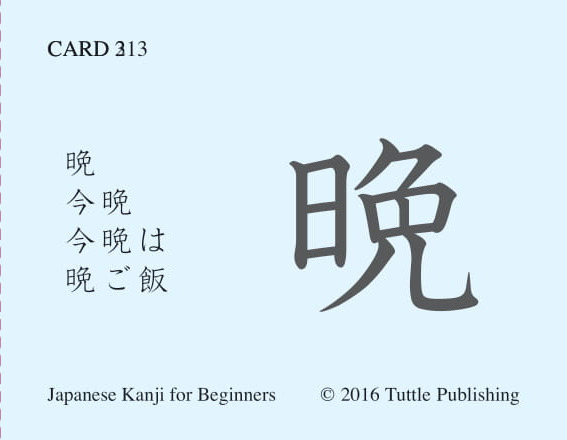 CARD 213
晩
今晩
今晩は
晩ご飯
晩
Japanese Kanji for Beginners © 2016 Tuttle Publishing